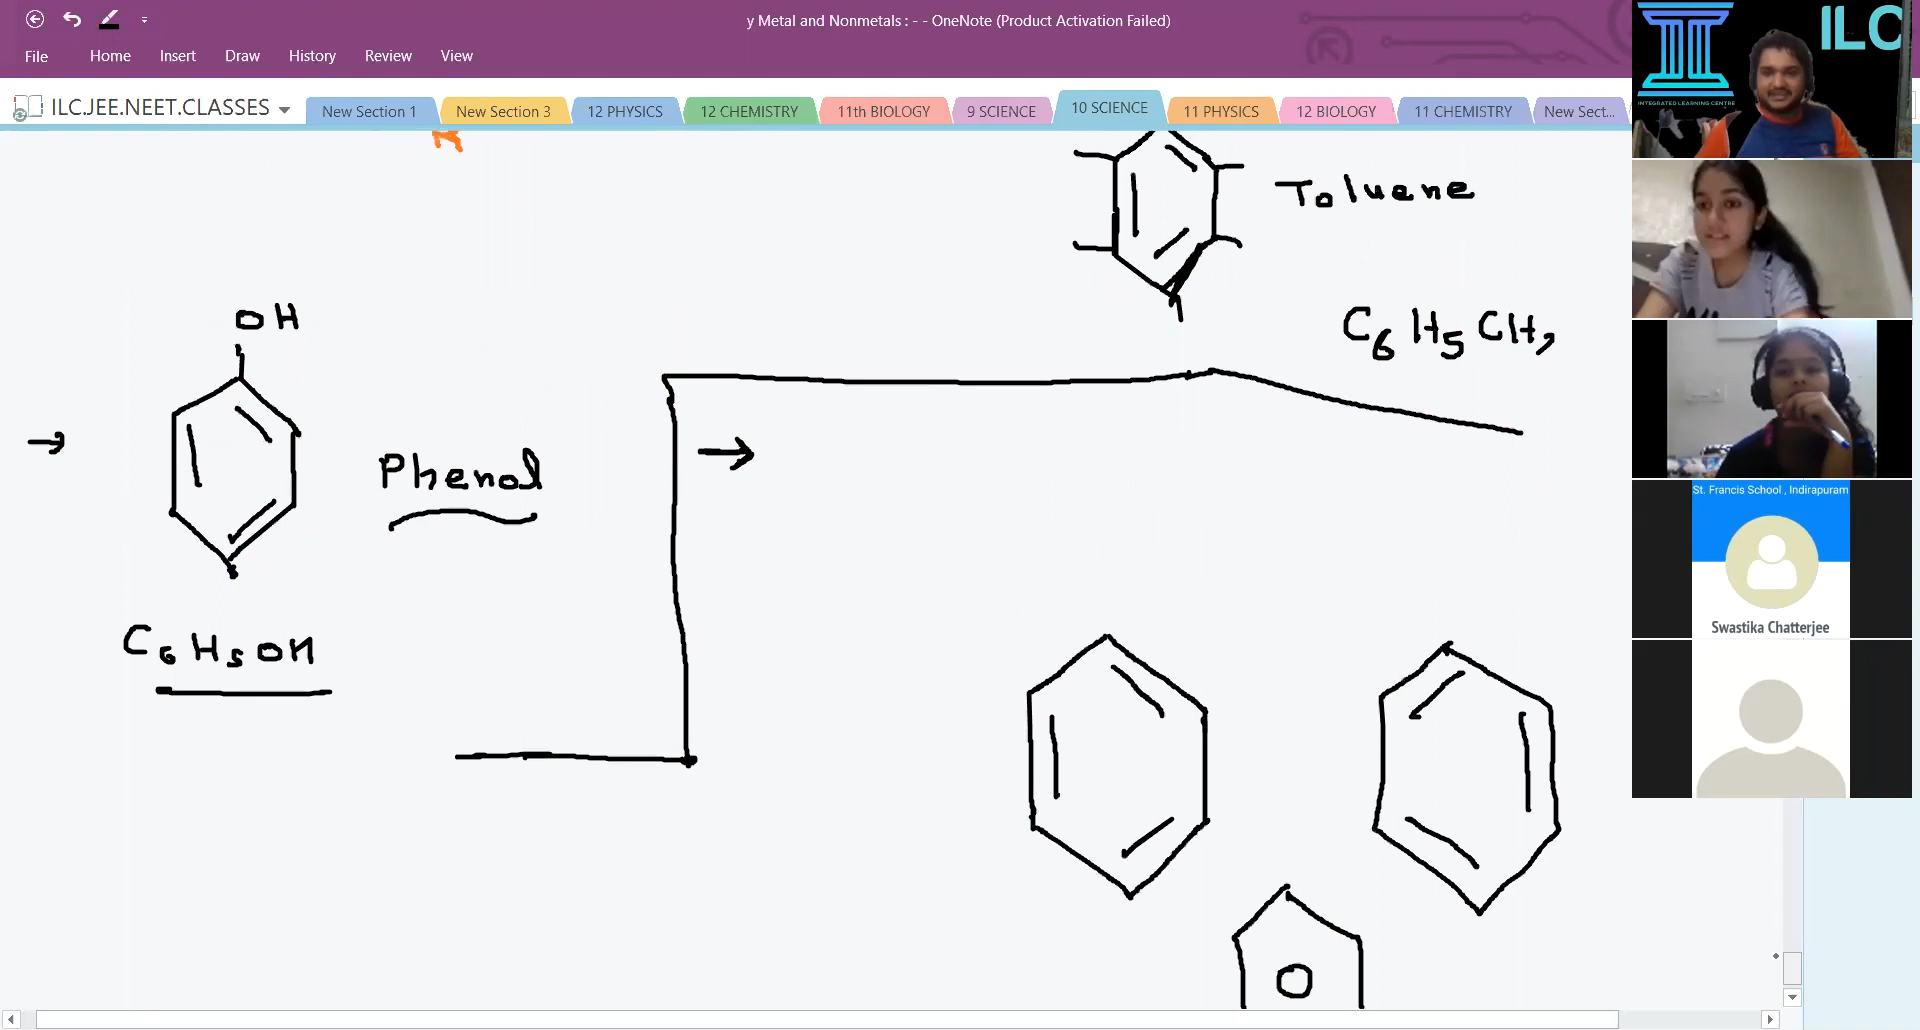 y Metal and Nonmetals : - - OneNote (Product Activation Failed)
File Home Insert Draw History Review View
ILC.JEE.NEET.CLASSES
New Section 1 New Section 3 12 PHYSICS 12 CHEMISTRY 11th BIOLOGY 9 SCIENCE 10 SCIENCE 11 PHYSICS 12 BIOLOGY 11 CHEMISTRY New Sect...
ILC
INTEGRATED LEARNING CENTRE
Toluene
OH
C6H5CH3
Phenol
C6H5OH
St. Francis School , Indirapuram
Swastika Chatterjee